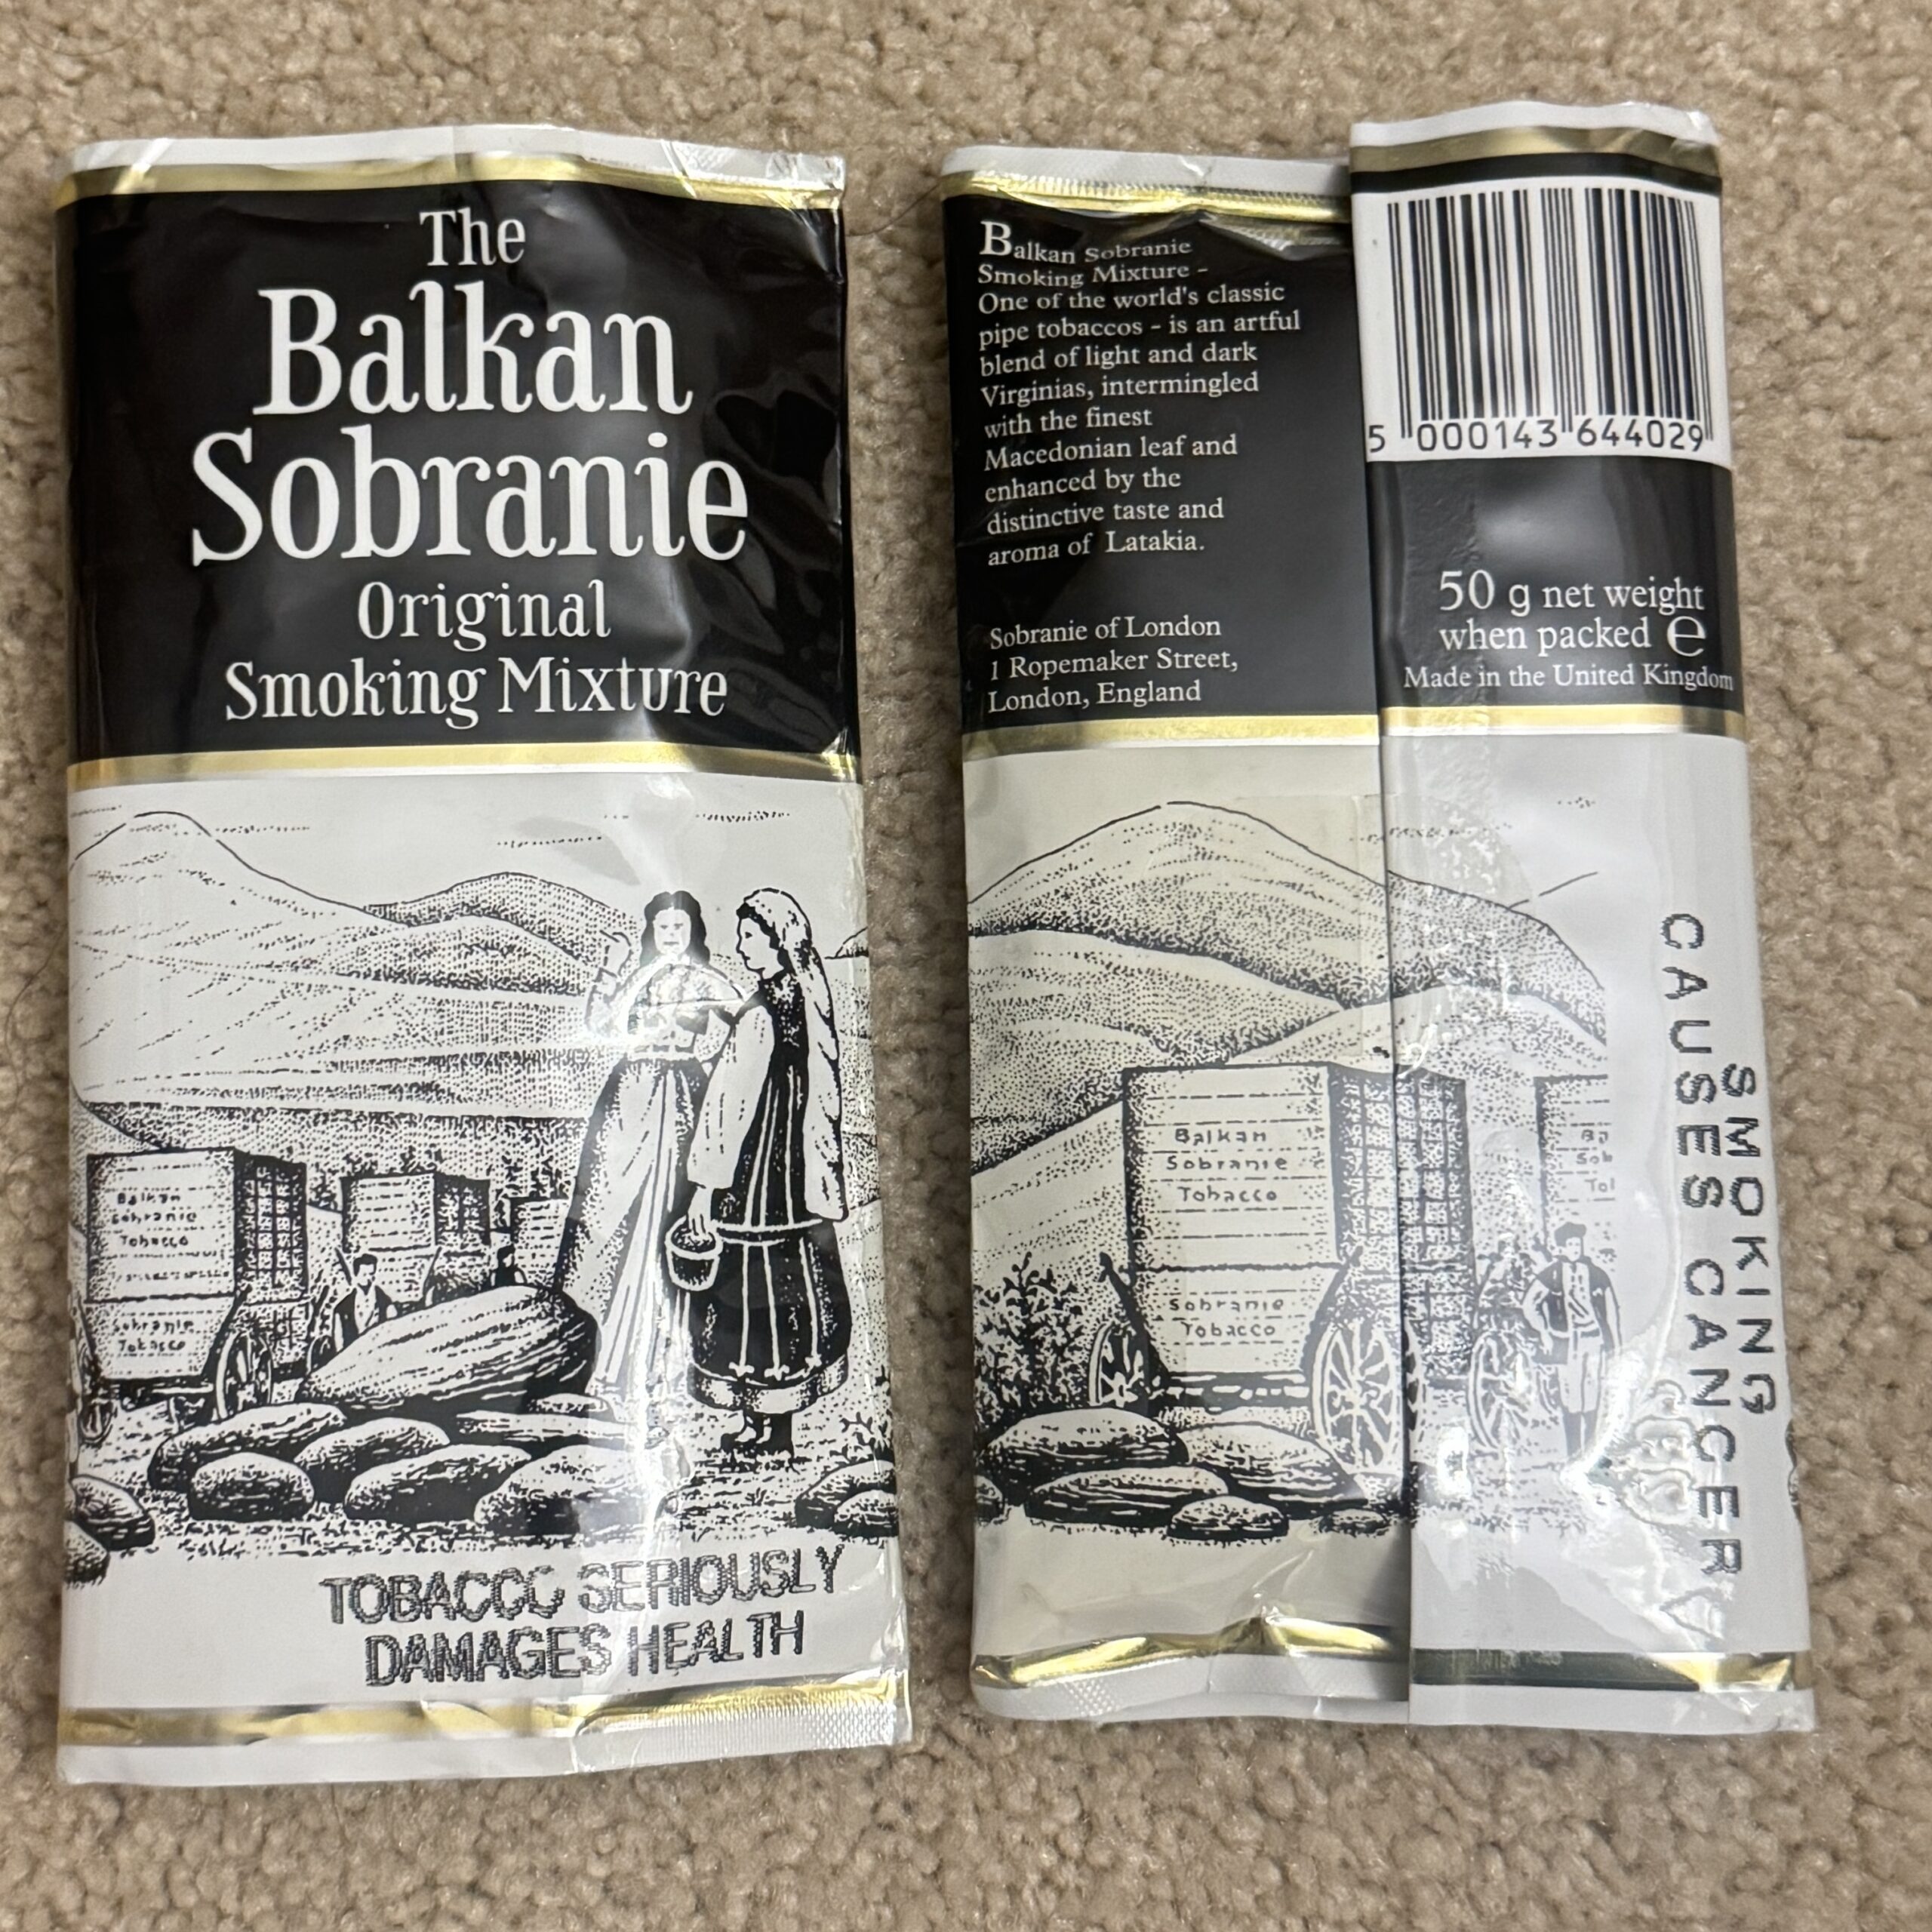 The
Balkan
Sobranie
Original
Smoking Mixture
Balkan
Sobranie
Tobacco
Sobranie
Tobacco
TOBACCO SERIOUSLY
DAMAGES HEALTH
Balkan Sobranie
Smoking Mixture -
One of the world's classic
pipe tobaccos - is an artful
blend of light and dark
Virginias, intermingled
with the finest
Macedonian leaf and
enhanced by the
distinctive taste and
aroma of Latakia.
Sobranie of London
1 Ropemaker Street,
London, England
5 000143 644029
50 g net weight
when packed ℮
Made in the United Kingdom
Balkan
Sobranie
Tobacco
Sobranie
Tobacco
Ba
Sob
To
SMOKING
CAUSES CANCER